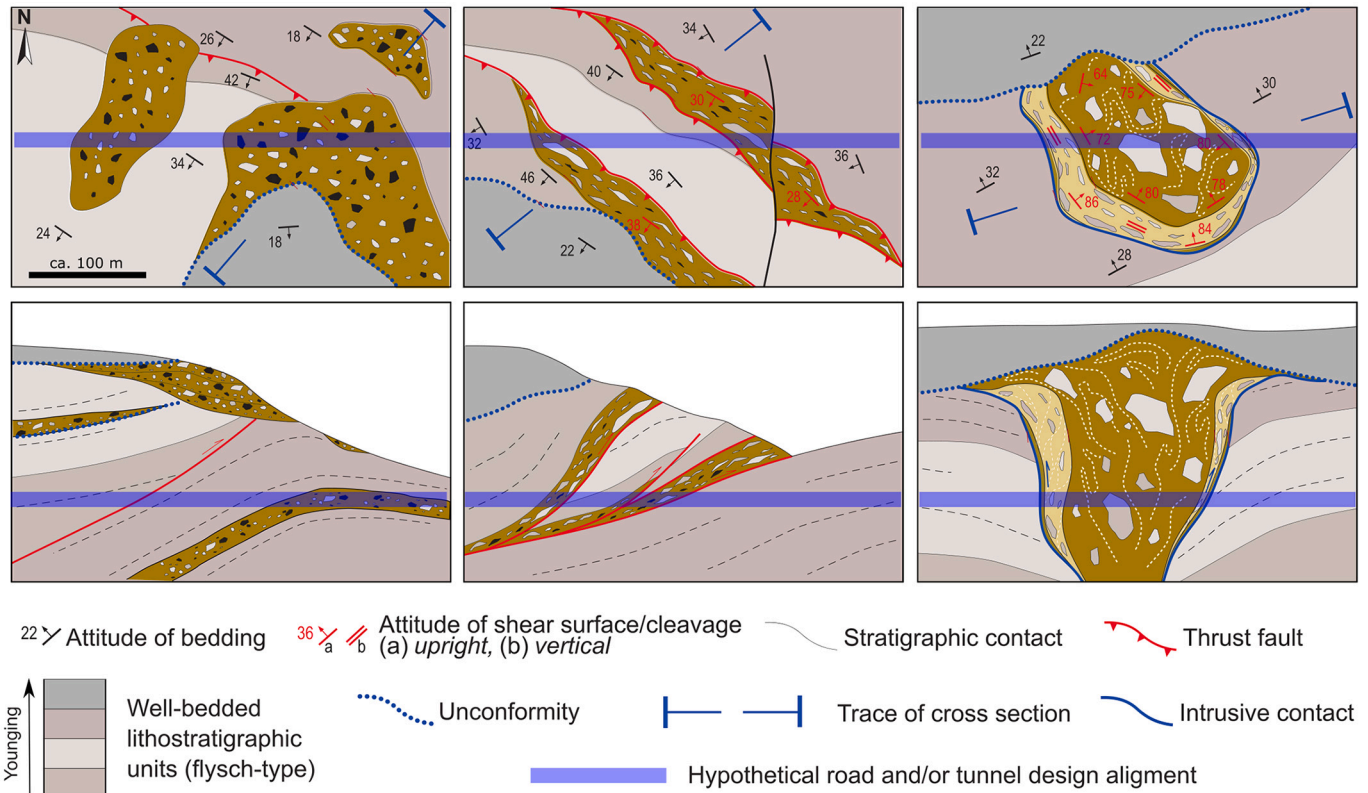 N
26
18
42
34
24
18
ca. 100 m
34
40
30
32
46
36
36
28
38
22
22
64
75
30
72
80
32
80
78
86
84
28
22 Attitude of bedding
36 a b Attitude of shear surface/cleavage
(a) upright, (b) vertical
Stratigraphic contact
Thrust fault
Younging
Well-bedded
lithostratigraphic
units (flysch-type)
Unconformity
Trace of cross section
Intrusive contact
Hypothetical road and/or tunnel design aligment